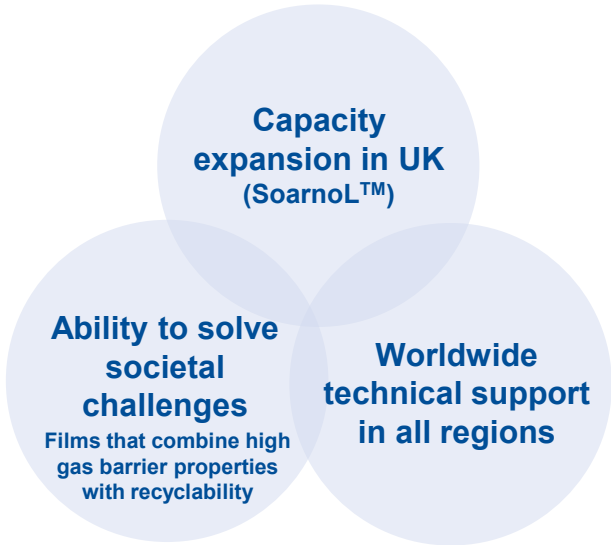 Capacity
expansion in UK
(SoarnoL™)
Ability to solve
societal
challenges
Films that combine high
gas barrier properties
with recyclability
Worldwide
technical support
in all regions